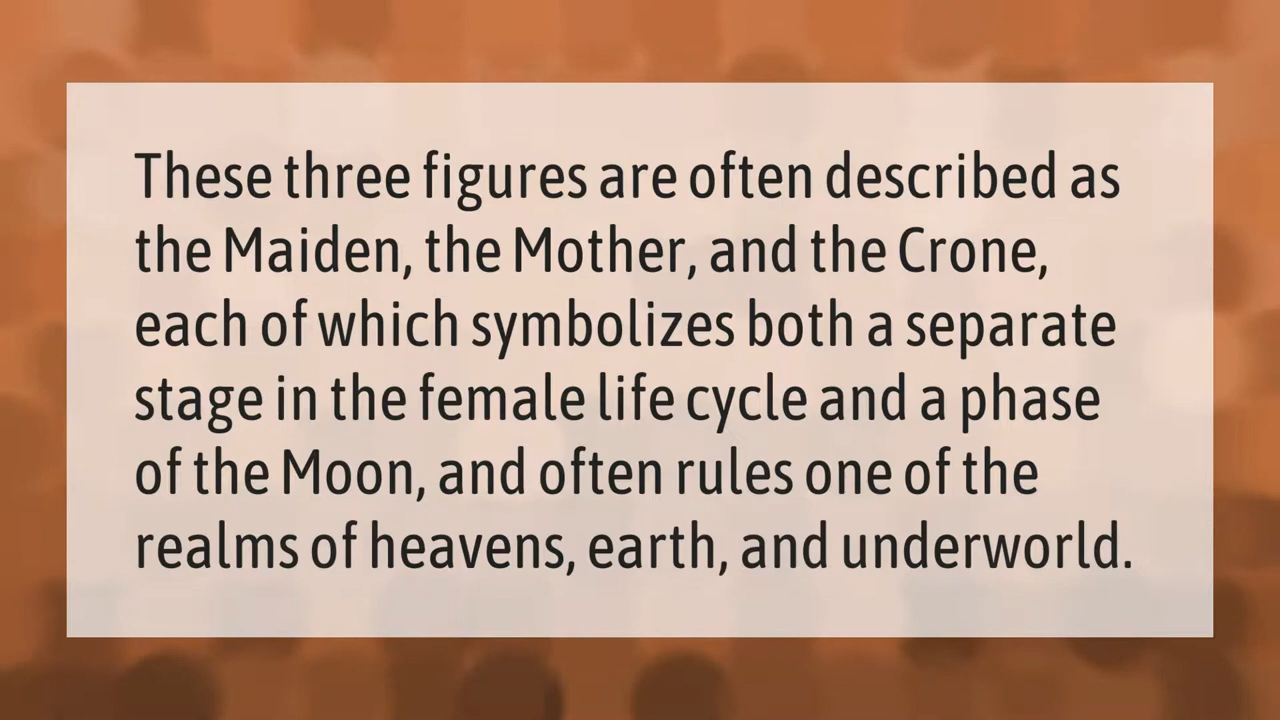 These three figures are often described as
the Maiden, the Mother, and the Crone,
each of which symbolizes both a separate
stage in the female life cycle and a phase
of the Moon, and often rules one of the
realms of heavens, earth, and underworld.